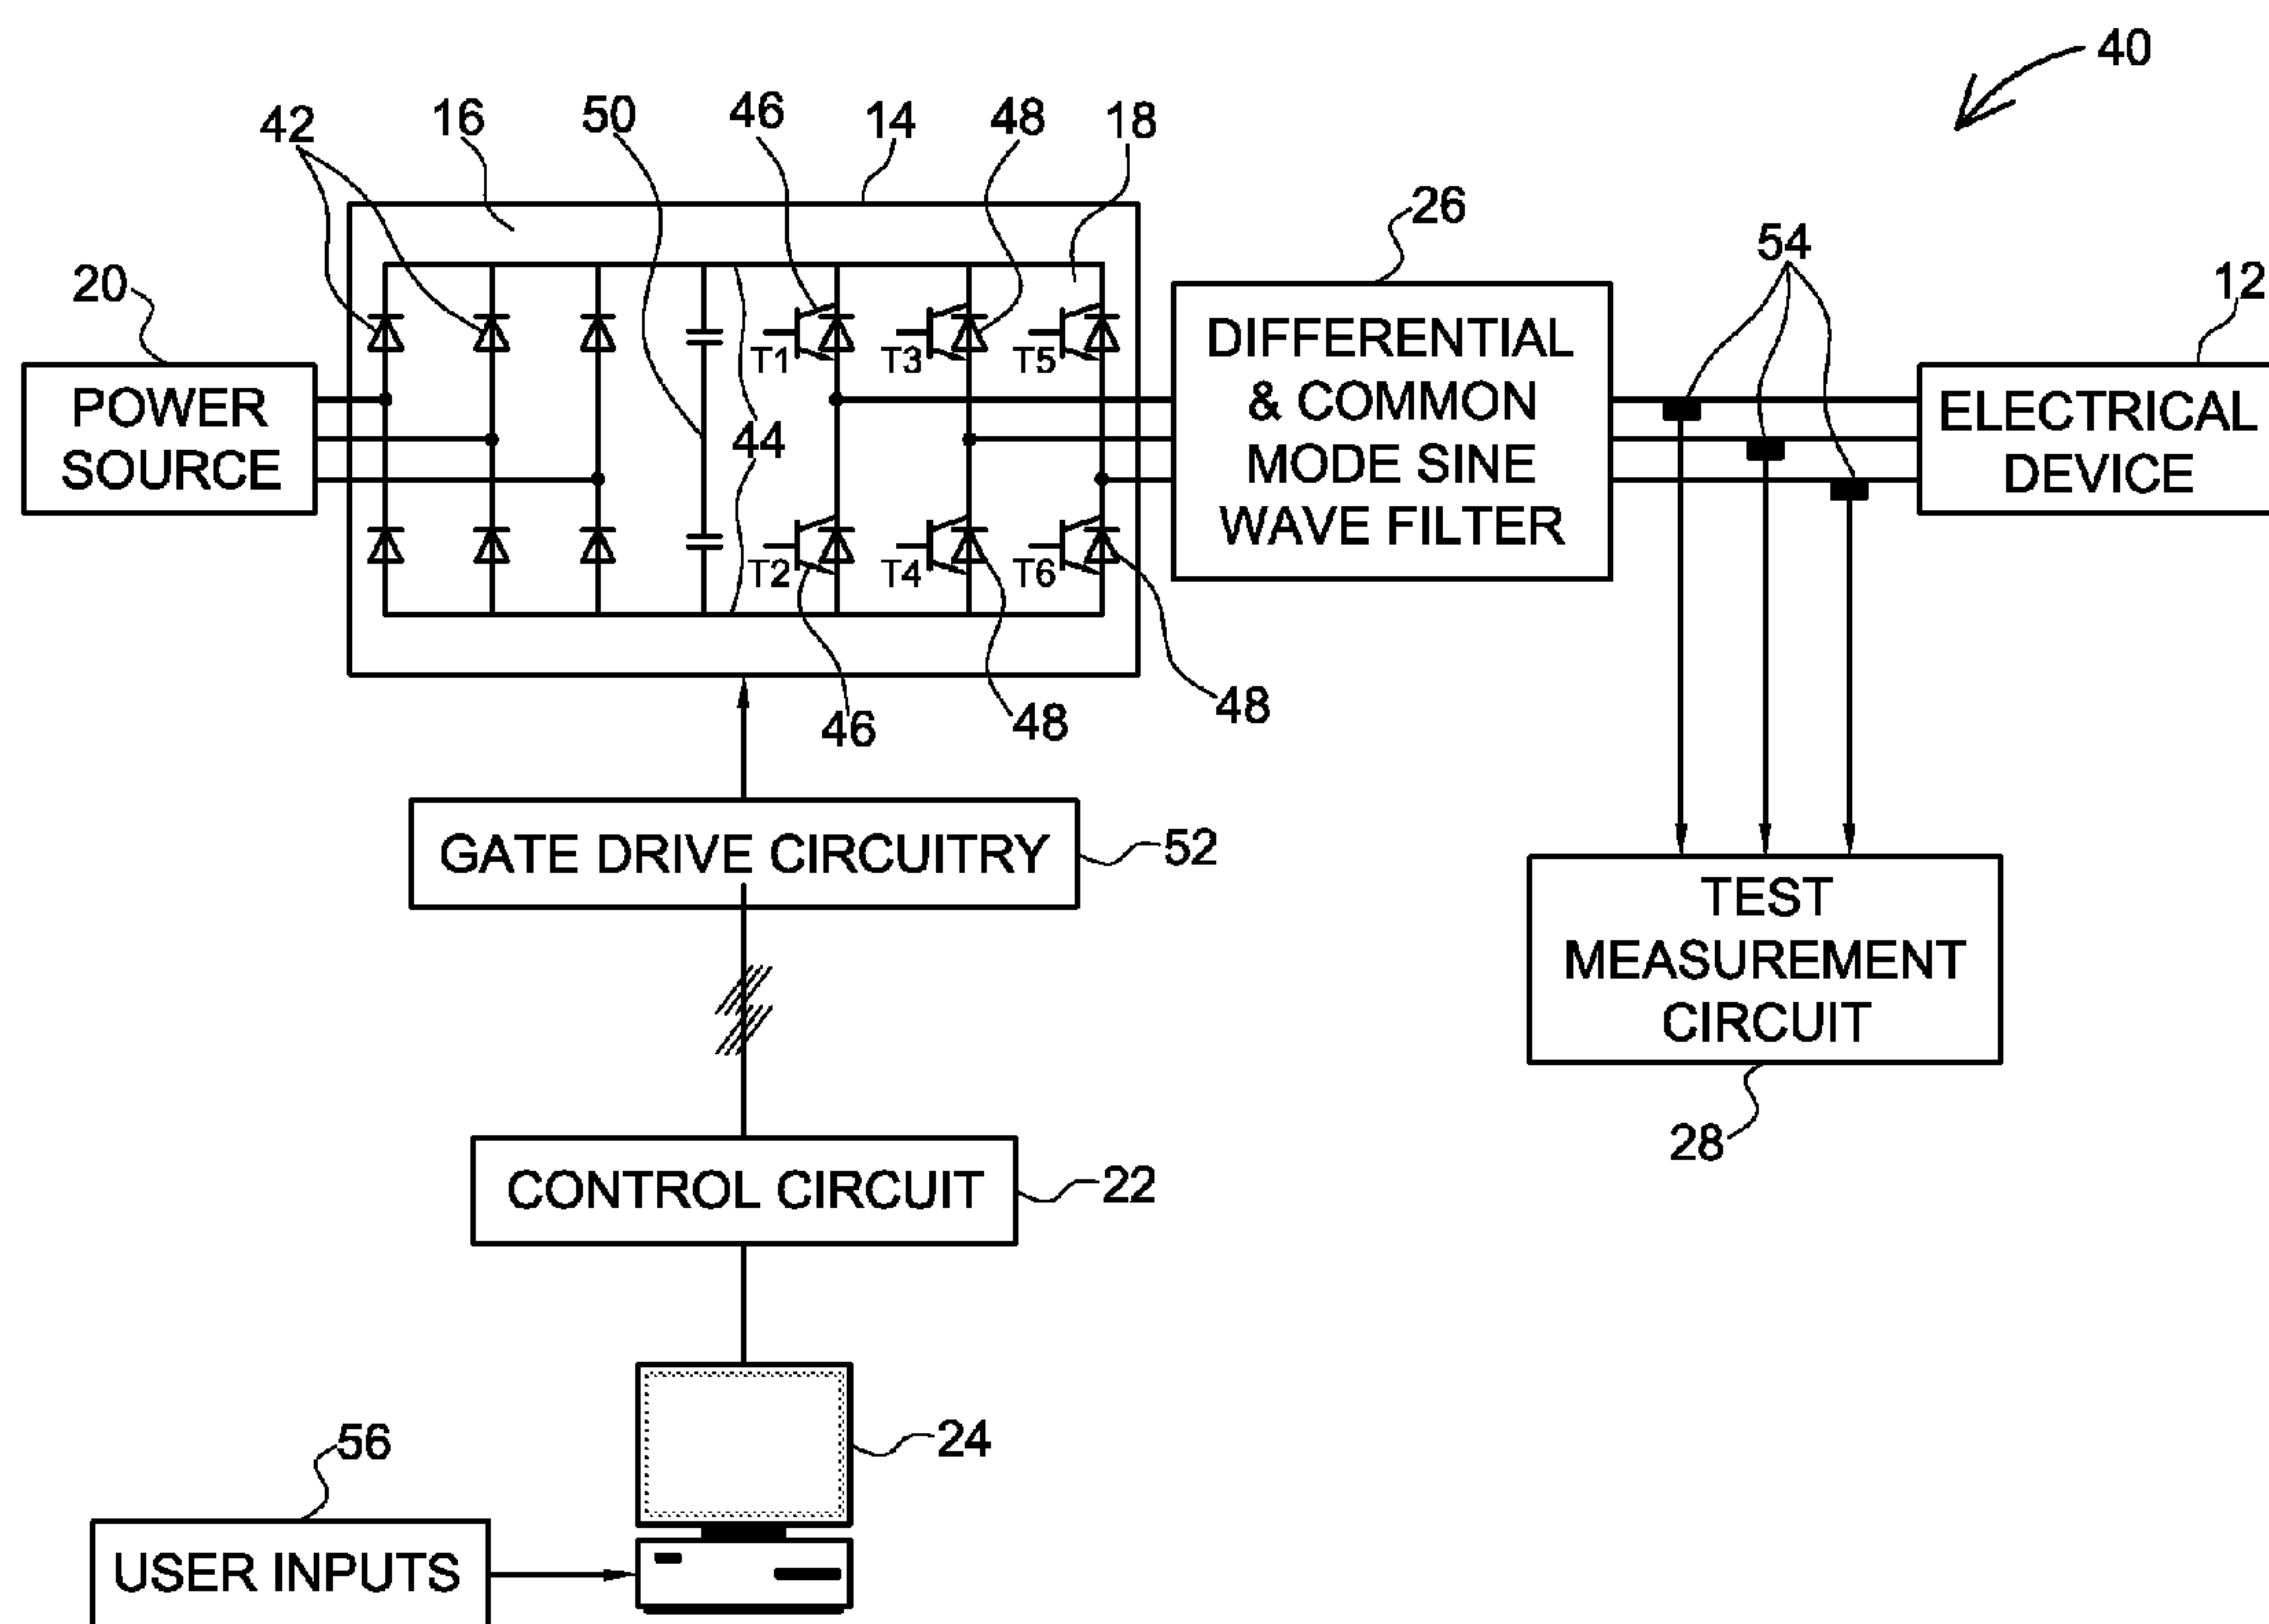 40
42
16
50
46
14
48
18
26
54
20
12
T1
T3
T5
POWER
SOURCE
44
DIFFERENTIAL
& COMMON
MODE SINE
WAVE FILTER
ELECTRICAL
DEVICE
T2
T4
T6
46
48
48
GATE DRIVE CIRCUITRY
52
TEST
MEASUREMENT
CIRCUIT
28
CONTROL CIRCUIT
22
24
56
USER INPUTS